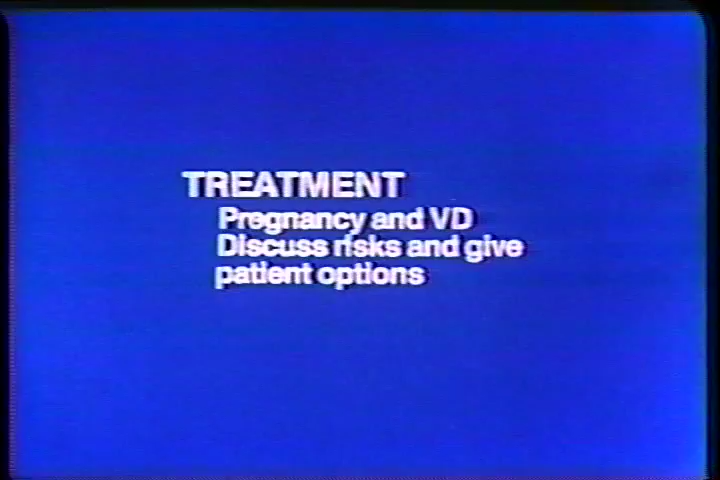 TREATMENT
Pregnancy and VD
Discuss risks and give
patient options